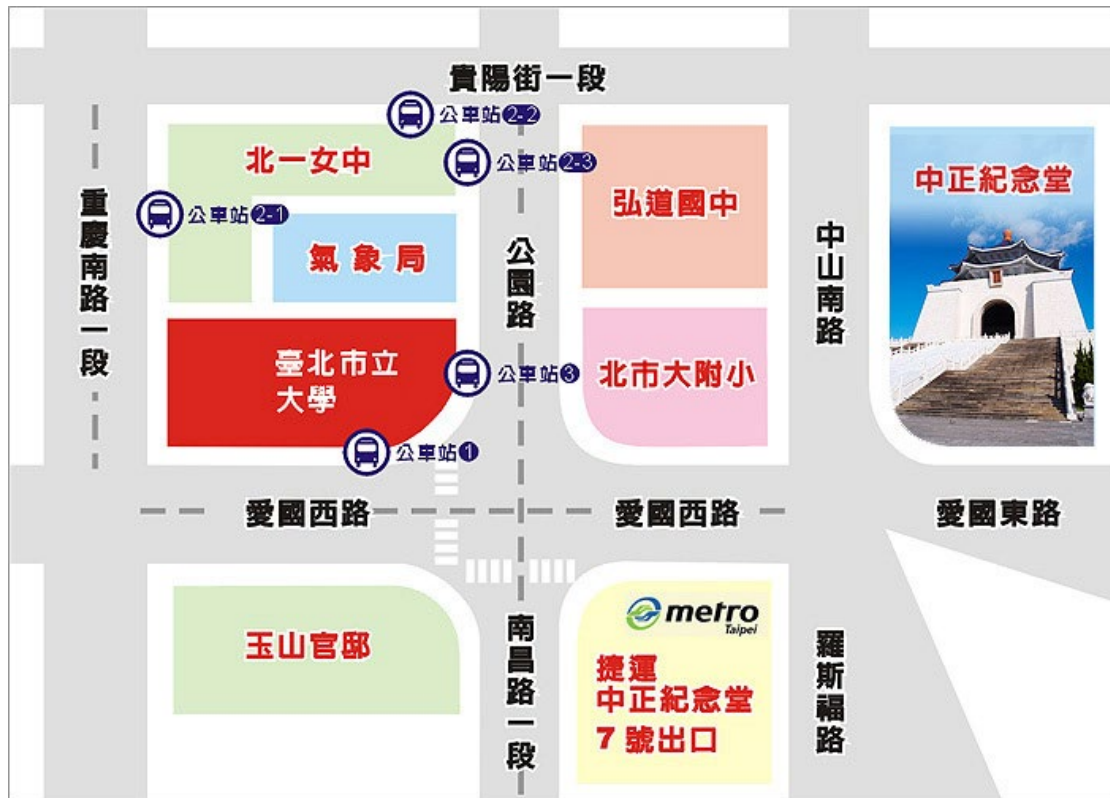 貴陽街一段
公車站2-2
北一女中
公車站2-3
弘道國中
中正紀念堂
公車站2-1
重慶南路一段
氣象局
公園路
中山南路
臺北市立
大學
公車站3
北市大附小
公車站1
愛國西路
愛國西路
愛國東路
玉山官邸
南昌路一段
metro
Taipei
捷運
中正紀念堂
7號出口
羅斯福路